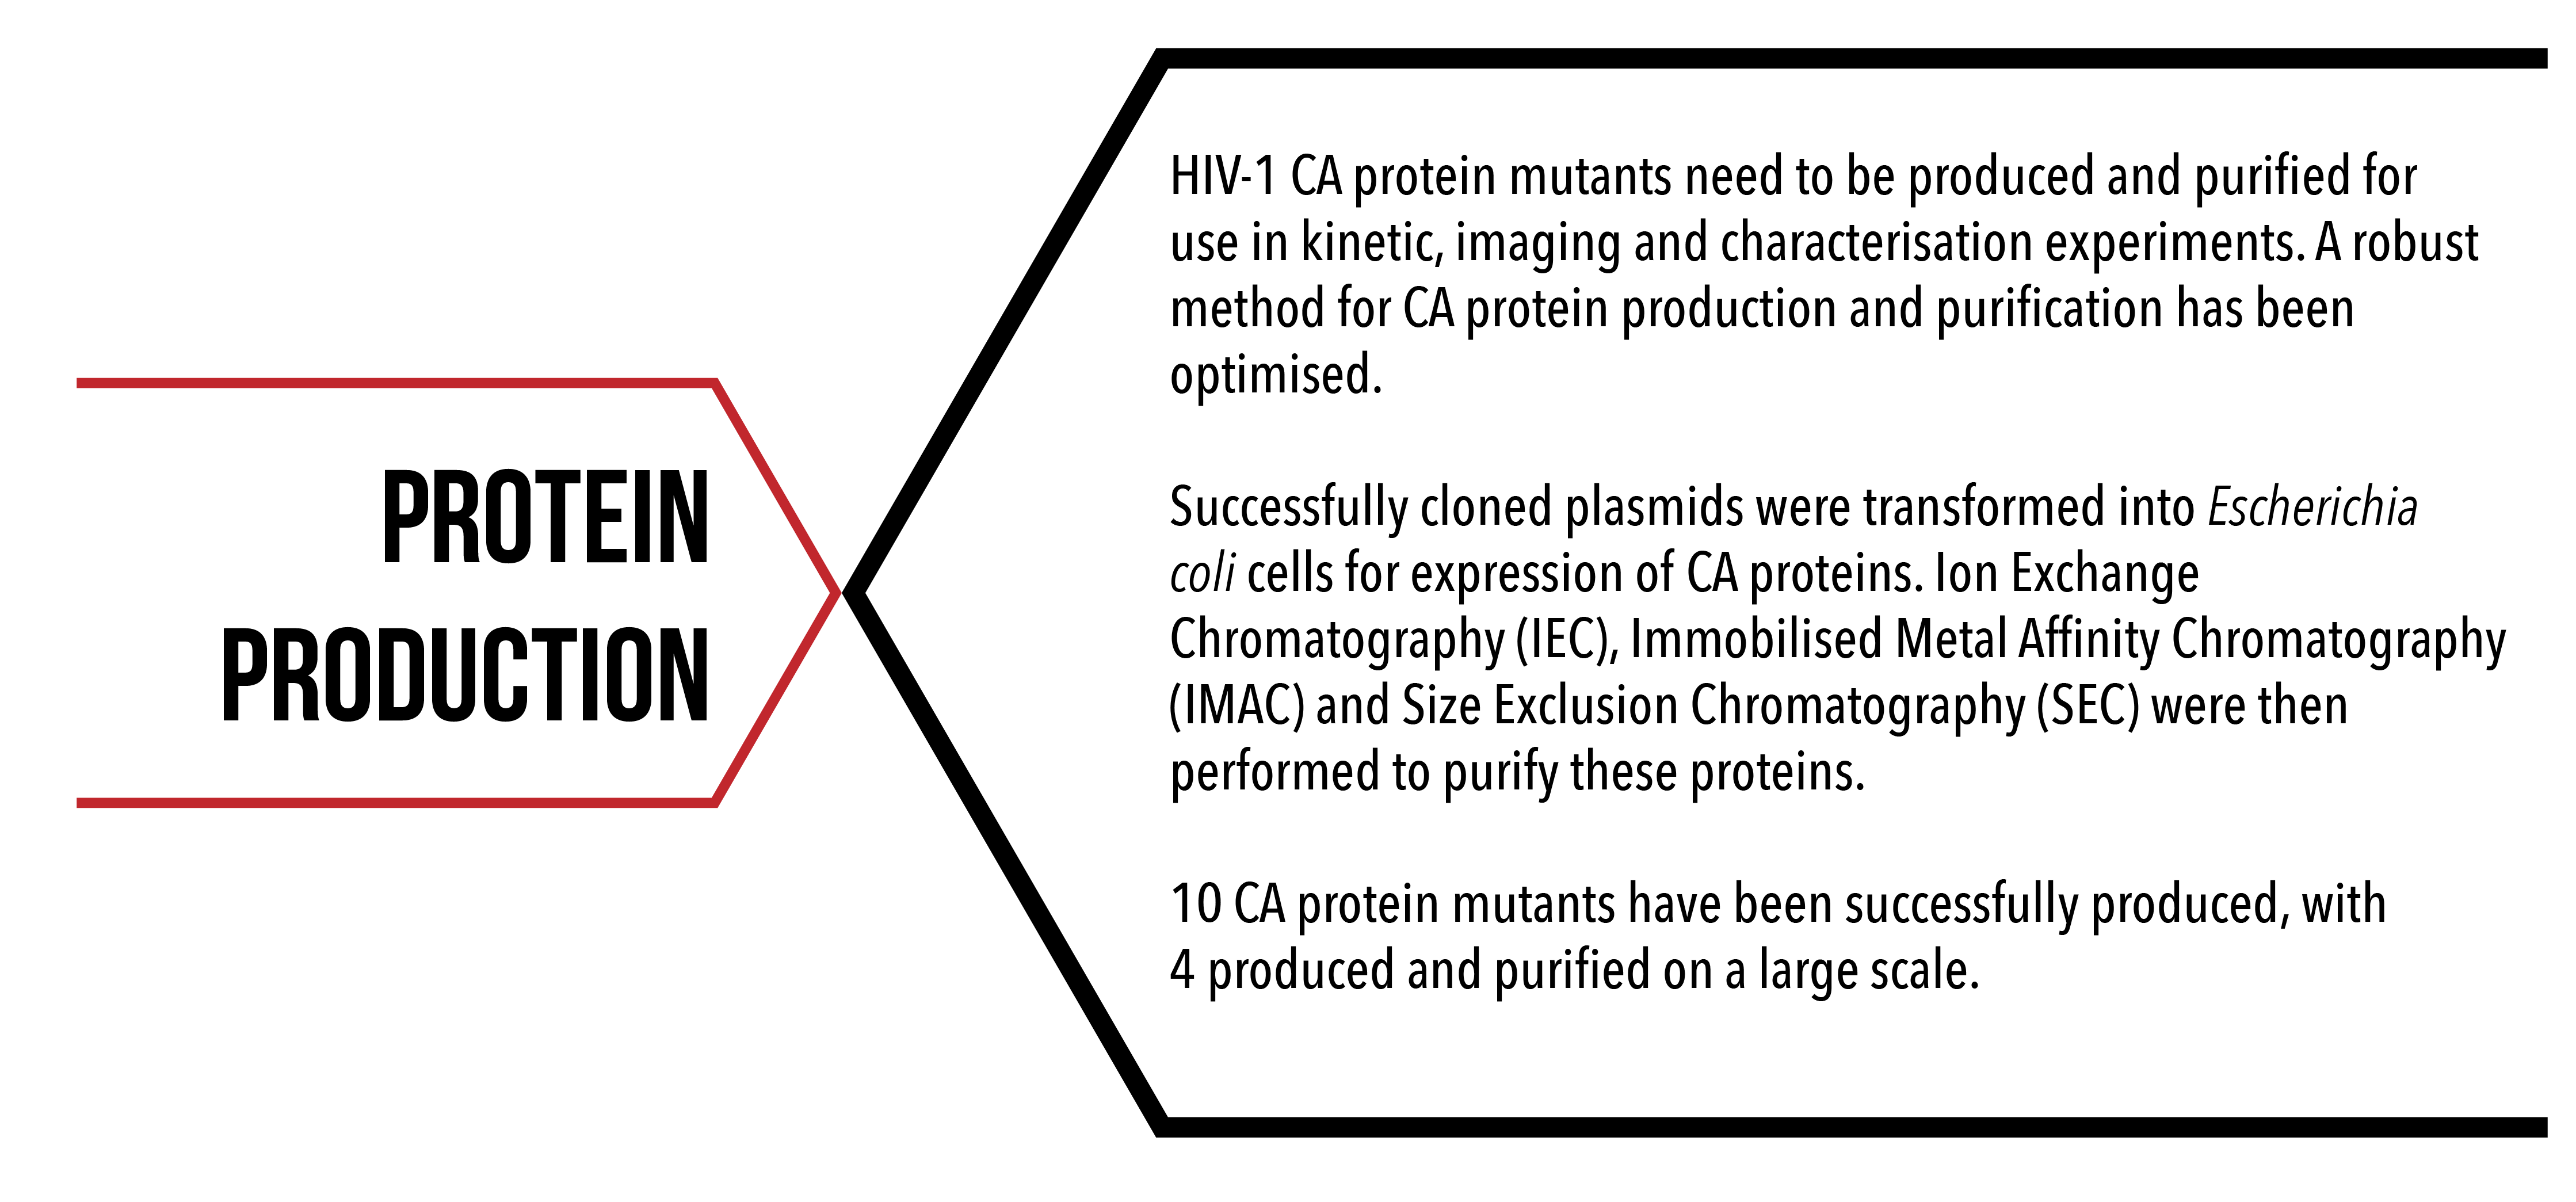 PROTEIN
PRODUCTION
HIV-1 CA protein mutants need to be produced and purified for
use in kinetic, imaging and characterisation experiments. A robust
method for CA protein production and purification has been
optimised.
Successfully cloned plasmids were transformed into Escherichia
coli cells for expression of CA proteins. Ion Exchange
Chromatography (IEC), Immobilised Metal Affinity Chromatography
(IMAC) and Size Exclusion Chromatography (SEC) were then
performed to purify these proteins.
10 CA protein mutants have been successfully produced, with
4 produced and purified on a large scale.